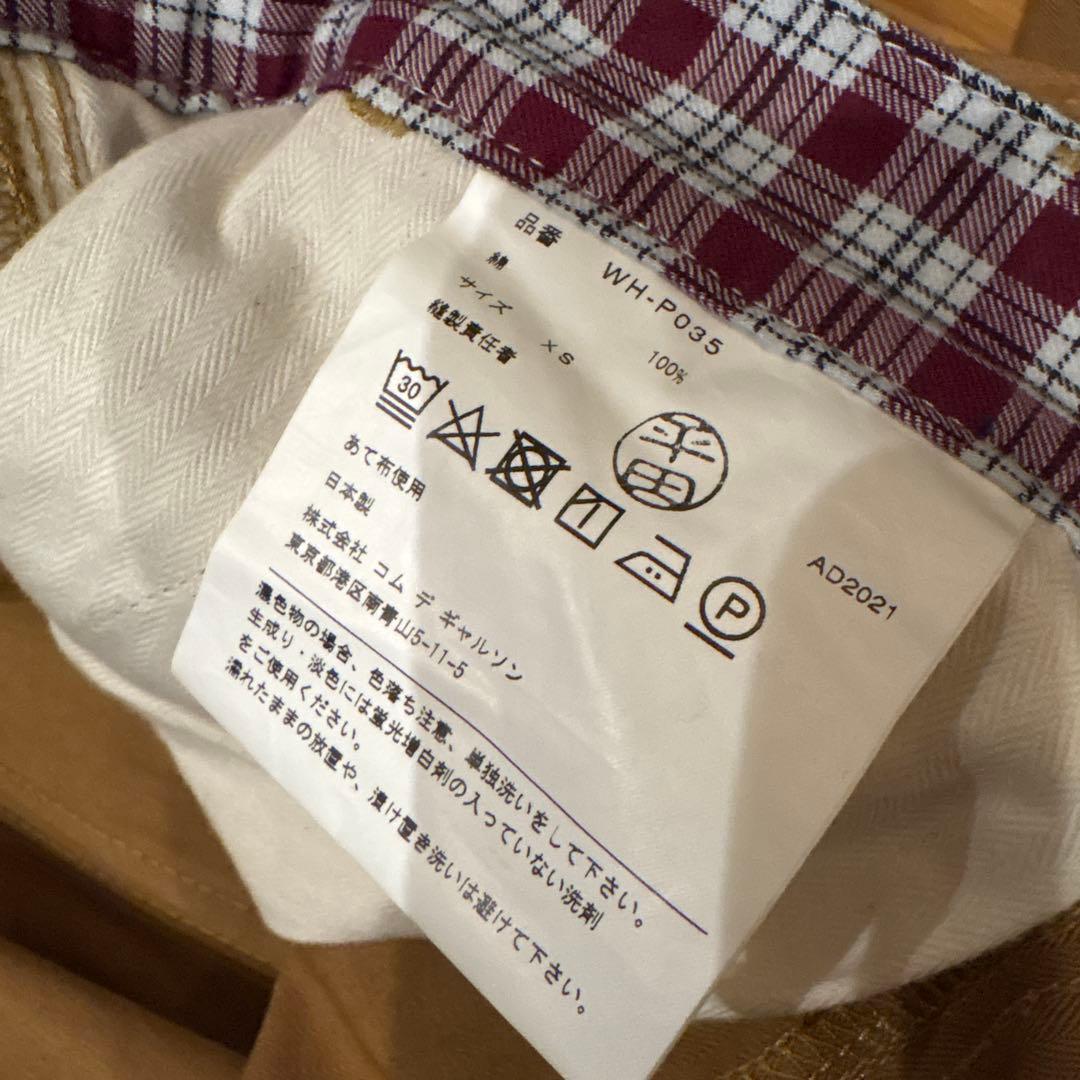 品番 WH-P035
綿 100%
サイズ XS
縫製責任者 平田
30
P
あて布使用
日本製 AD2021
株式会社 コム デ ギャルソン
東京都港区南青山5-11-5
濃色物の場合、色落ち注意、単独洗いをして下さい。
生成り・淡色には蛍光増白剤の入っていない洗剤
をご使用ください。
濡れたままの放置や、漬け置き洗いは避けて下さい。